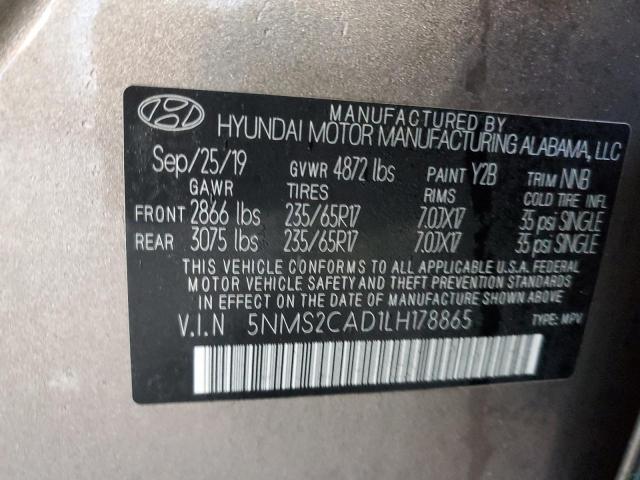 MANUFACTURED BY
HYUNDAI MOTOR MANUFACTURING ALABAMA, LLC
Sep/25/19 GVWR 4872 lbs PAINT Y2B TRIM NNB
GAWR TIRES RIMS COLD TIRE INFL
FRONT 2866 lbs 235/65R17 7.0JX17 35 psi SINGLE
REAR 3075 lbs 235/65R17 7.0JX17 35 psi SINGLE
THIS VEHICLE CONFORMS TO ALL APPLICABLE U.S.A. FEDERAL
MOTOR VEHICLE SAFETY AND THEFT PREVENTION STANDARDS
IN EFFECT ON THE DATE OF MANUFACTURE SHOWN ABOVE.
V.I.N 5NMS2CAD1LH178865 TYPE: MPV